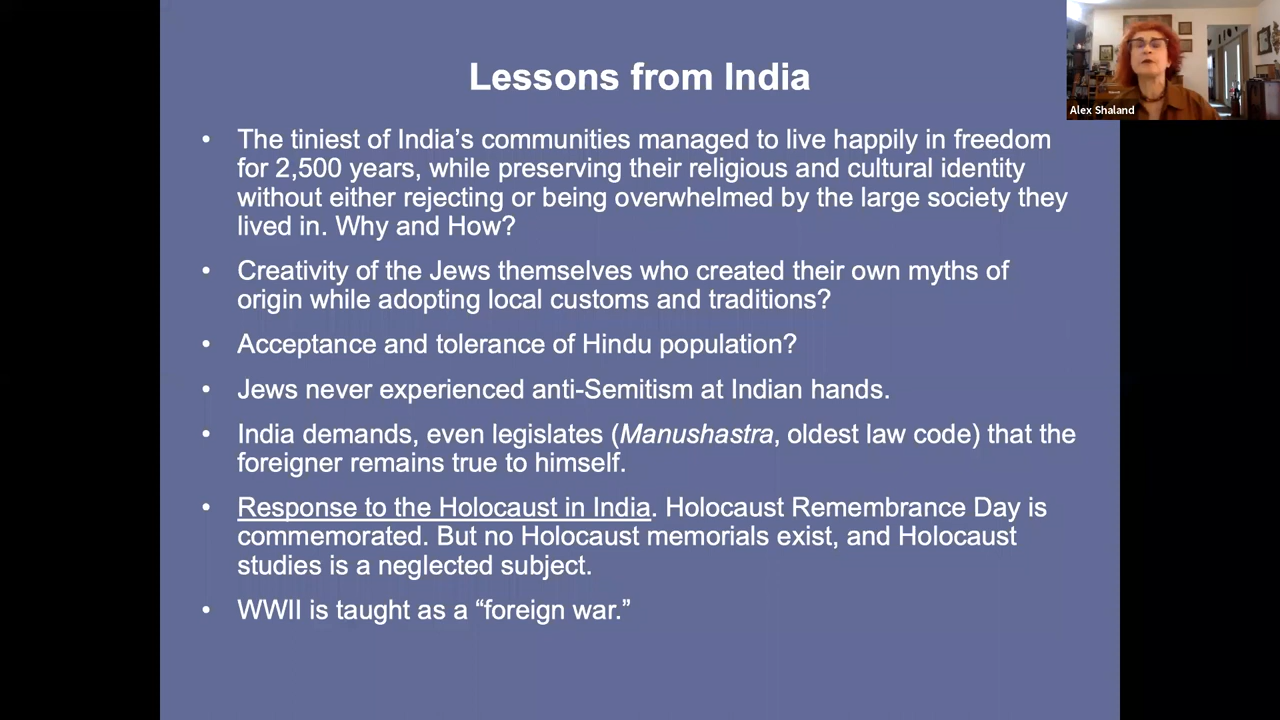 Lessons from India
• The tiniest of India’s communities managed to live happily in freedom
for 2,500 years, while preserving their religious and cultural identity
without either rejecting or being overwhelmed by the large society they
lived in. Why and How?
• Creativity of the Jews themselves who created their own myths of
origin while adopting local customs and traditions?
• Acceptance and tolerance of Hindu population?
• Jews never experienced anti-Semitism at Indian hands.
• India demands, even legislates (Manushastra, oldest law code) that the
foreigner remains true to himself.
• Response to the Holocaust in India. Holocaust Remembrance Day is
commemorated. But no Holocaust memorials exist, and Holocaust
studies is a neglected subject.
• WWII is taught as a “foreign war.”
Alex Shaland